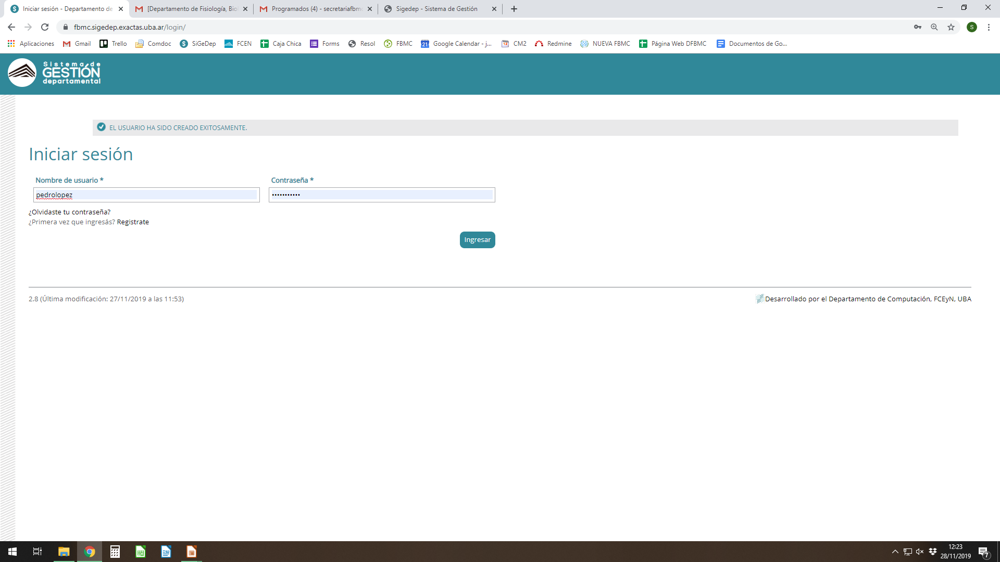 Iniciar sesión - Departamento de
[Departamento de Fisiología, Bio
Programados (4) - secretariafbmc
Sigedep - Sistema de Gestión
fbmc.sigedep.exactas.uba.ar/login/
S
Aplicaciones
Gmail
Trello
Comdoc
SiGeDep
FCEN
Caja Chica
Forms
Resol
FBMC
Google Calendar - j...
CM2
Redmine
NUEVA FBMC
Página Web DFBMC
Documentos de Go...
Sistema de
GESTIÓN
departamental
EL USUARIO HA SIDO CREADO EXITOSAMENTE.
Iniciar sesión
Nombre de usuario *
Contraseña *
pedrolopez
•••••••••••
¿Olvidaste tu contraseña?
¿Primera vez que ingresás? Registrate
Ingresar
2.8 (Última modificación: 27/11/2019 a las 11:53)
Desarrollado por el Departamento de Computación, FCEyN, UBA
12:23
28/11/2019
7